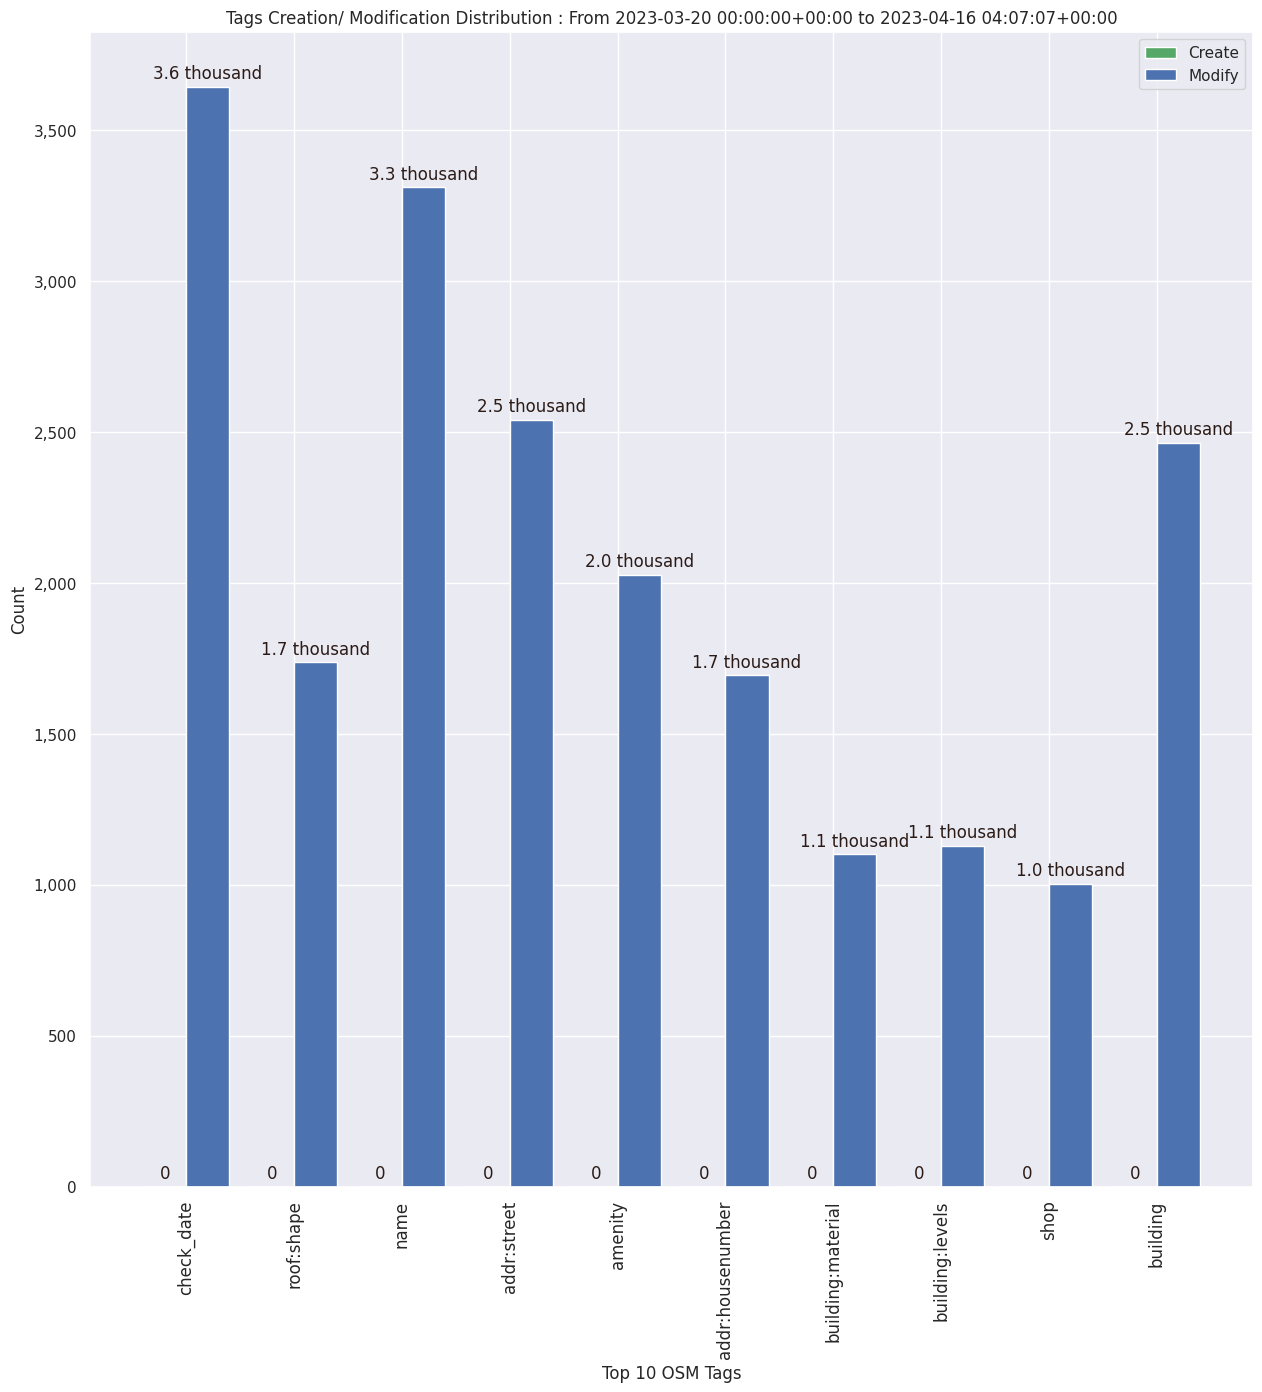 Tags Creation/ Modification Distribution : From 2023-03-20 00:00:00+00:00 to 2023-04-16 04:07:07+00:00
Create
Modify
3.6 thousand
1.7 thousand
3.3 thousand
2.5 thousand
2.0 thousand
1.7 thousand
1.1 thousand
1.1 thousand
1.0 thousand
2.5 thousand
0
0
0
0
0
0
0
0
0
0
3,500
3,000
2,500
2,000
1,500
1,000
500
0
Count
check_date
roof:shape
name
addr:street
amenity
addr:housenumber
building:material
building:levels
shop
building
Top 10 OSM Tags